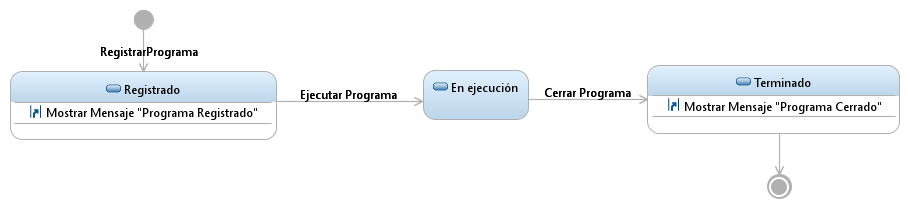 RegistrarPrograma
Registrado
Mostrar Mensaje "Programa Registrado"
Ejecutar Programa
En ejecución
Cerrar Programa
Terminado
Mostrar Mensaje "Programa Cerrado"